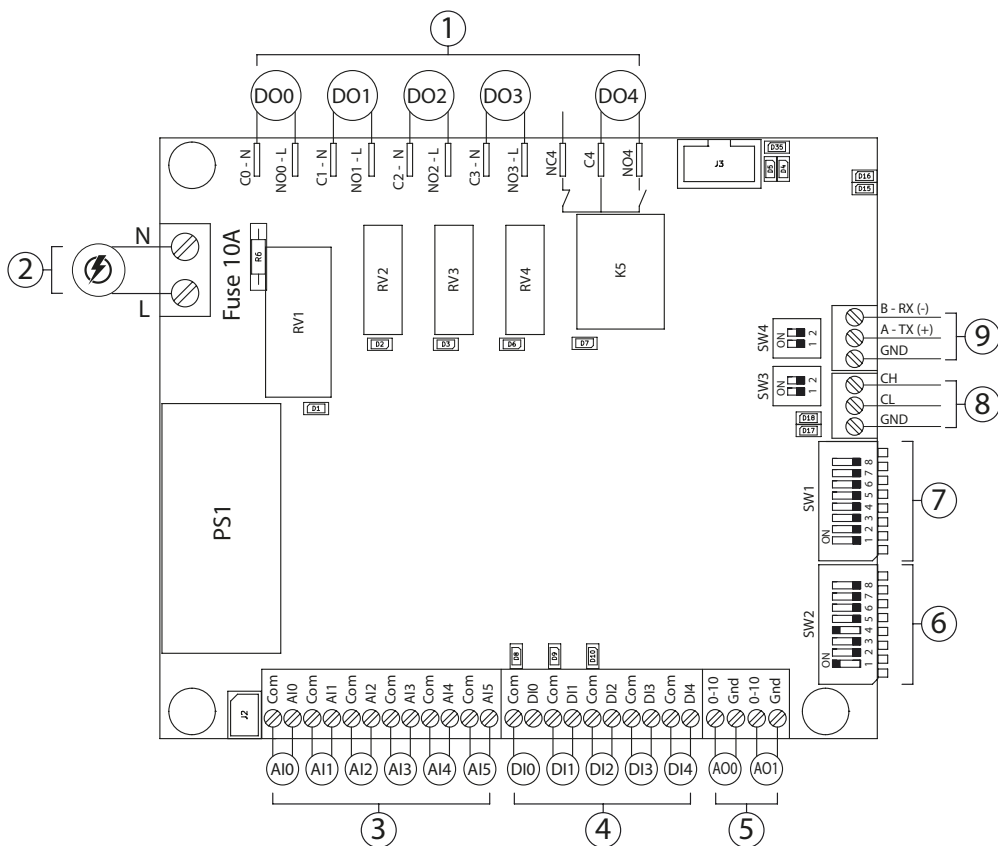 1
DO0 DO1 DO2 DO3 DO4
C0 - N NO0 - L C1 - N NO1 - L C2 - N NO2 - L C3 - N NO3 - L NC4 C4 NO4
J3
D35
D5 D4
D16
D15
2
N
L
Fuse 10A
R6
RV1
RV2
RV3
RV4
K5
D2
D3
D6
D7
D1
SW4
ON
1 2
SW3
ON
1 2
D18
D17
B - RX (-)
A - TX (+)
GND
9
CH
CL
GND
8
PS1
SW1
ON
1 2 3 4 5 6 7 8
7
SW2
ON
1 2 3 4 5 6 7 8
6
D8
D9
D10
J2
Com AI0 Com AI1 Com AI2 Com AI3 Com AI4 Com AI5 Com DI0 Com DI1 Com DI2 Com DI3 Com DI4 0-10 Gnd 0-10 Gnd
AI0 AI1 AI2 AI3 AI4 AI5 DI0 DI1 DI2 DI3 DI4 AO0 AO1
3 4 5